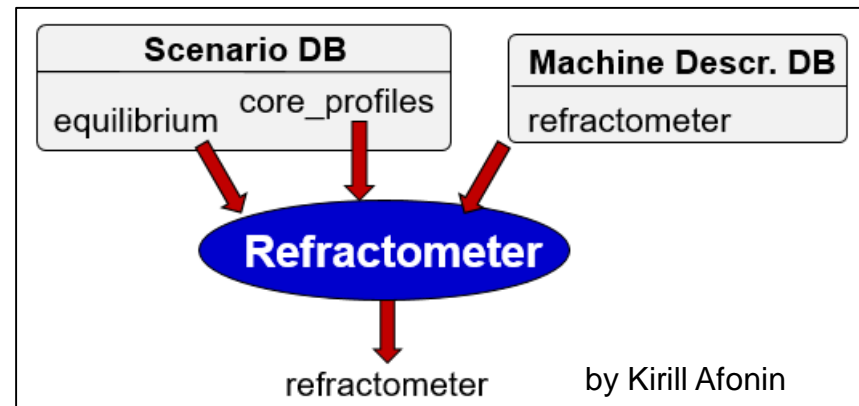 Scenario DB
equilibrium
core_profiles
Machine Descr. DB
refractometer
Refractometer
refractometer
by Kirill Afonin